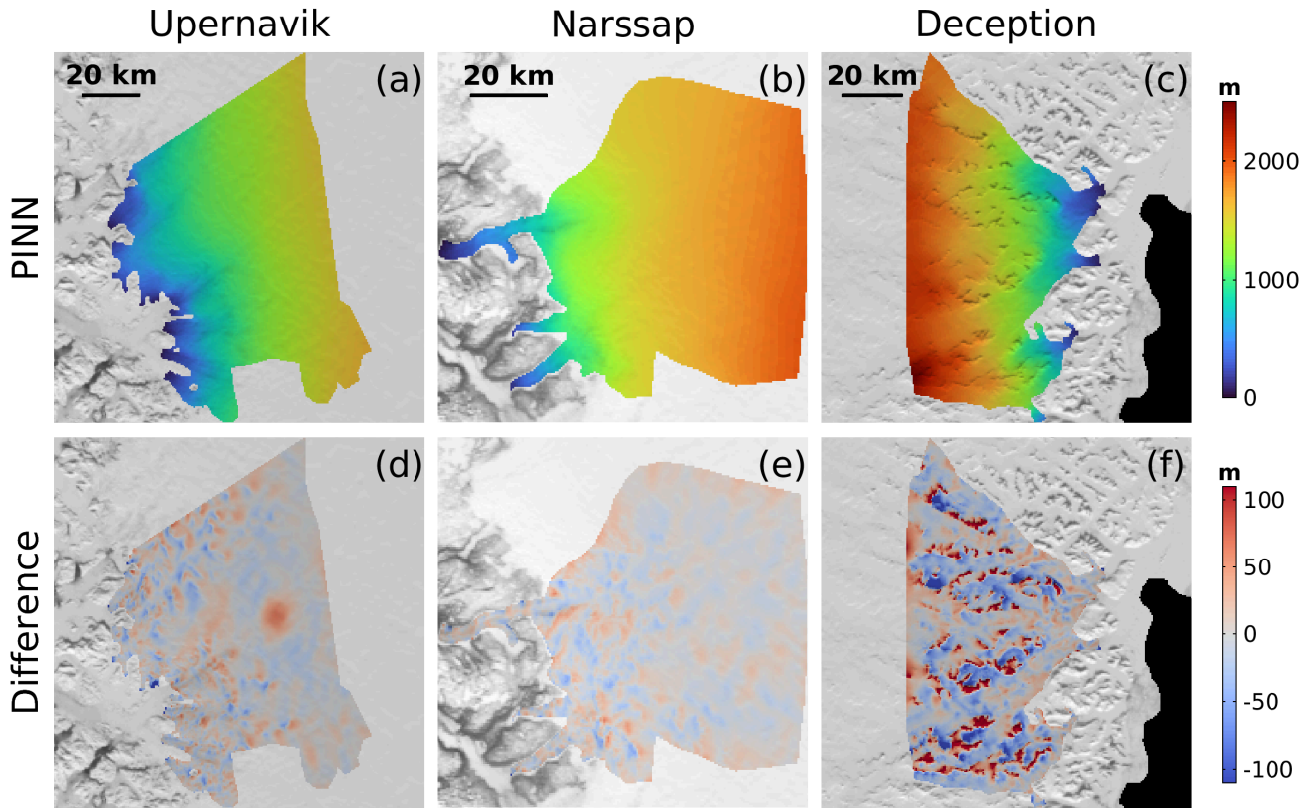 Upernavik Narssap Deception
20 km (a) 20 km (b) 20 km (c)
PINN
m
2000
1000
0
(d) (e) (f)
Difference
m
100
50
0
-50
-100